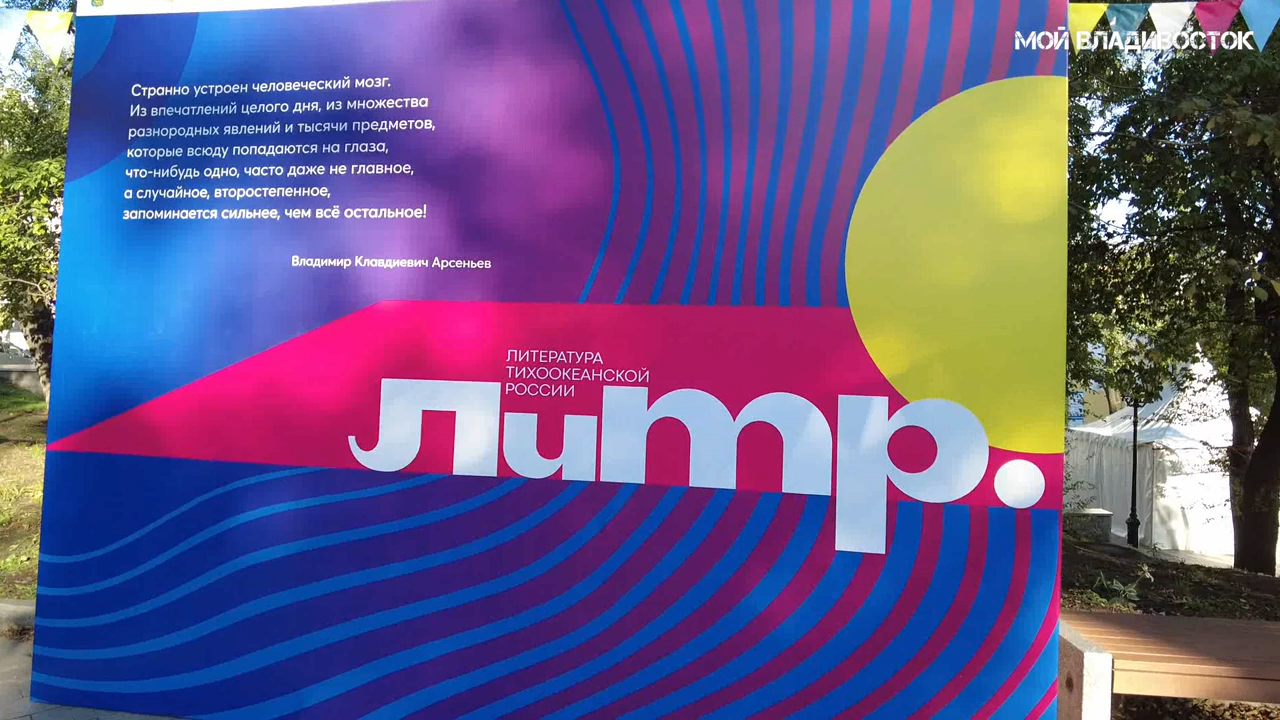 МОЙ ВЛАДИВОСТОК
Странно устроен человеческий мозг.
Из впечатлений целого дня, из множества
разнородных явлений и тысячи предметов,
которые всюду попадаются на глаза,
что-нибудь одно, часто даже не главное,
а случайное, второстепенное,
запоминается сильнее, чем всё остальное!
Владимир Клавдиевич Арсеньев
ЛИТЕРАТУРА
ТИХООКЕАНСКОЙ
РОССИИ
Литр.